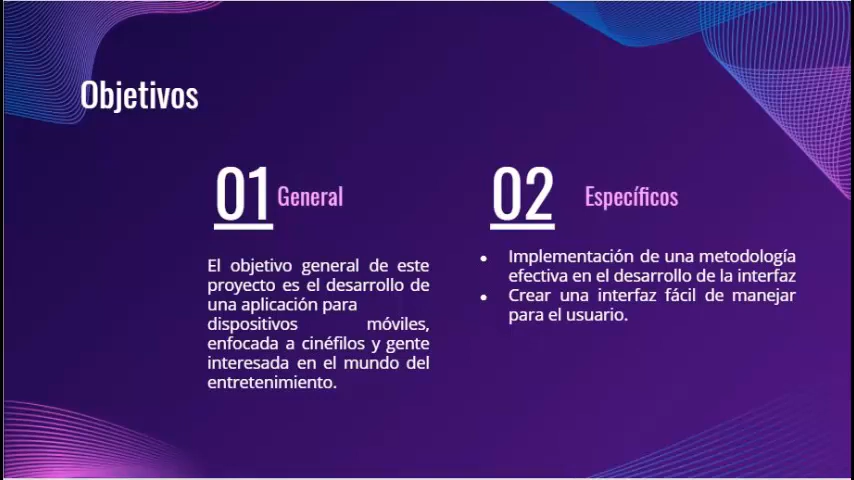 Objetivos
01 General
El objetivo general de este
proyecto es el desarrollo de
una aplicación para
dispositivos móviles,
enfocada a cinéfilos y gente
interesada en el mundo del
entretenimiento.
02 Específicos
• Implementación de una metodología
efectiva en el desarrollo de la interfaz
• Crear una interfaz fácil de manejar
para el usuario.